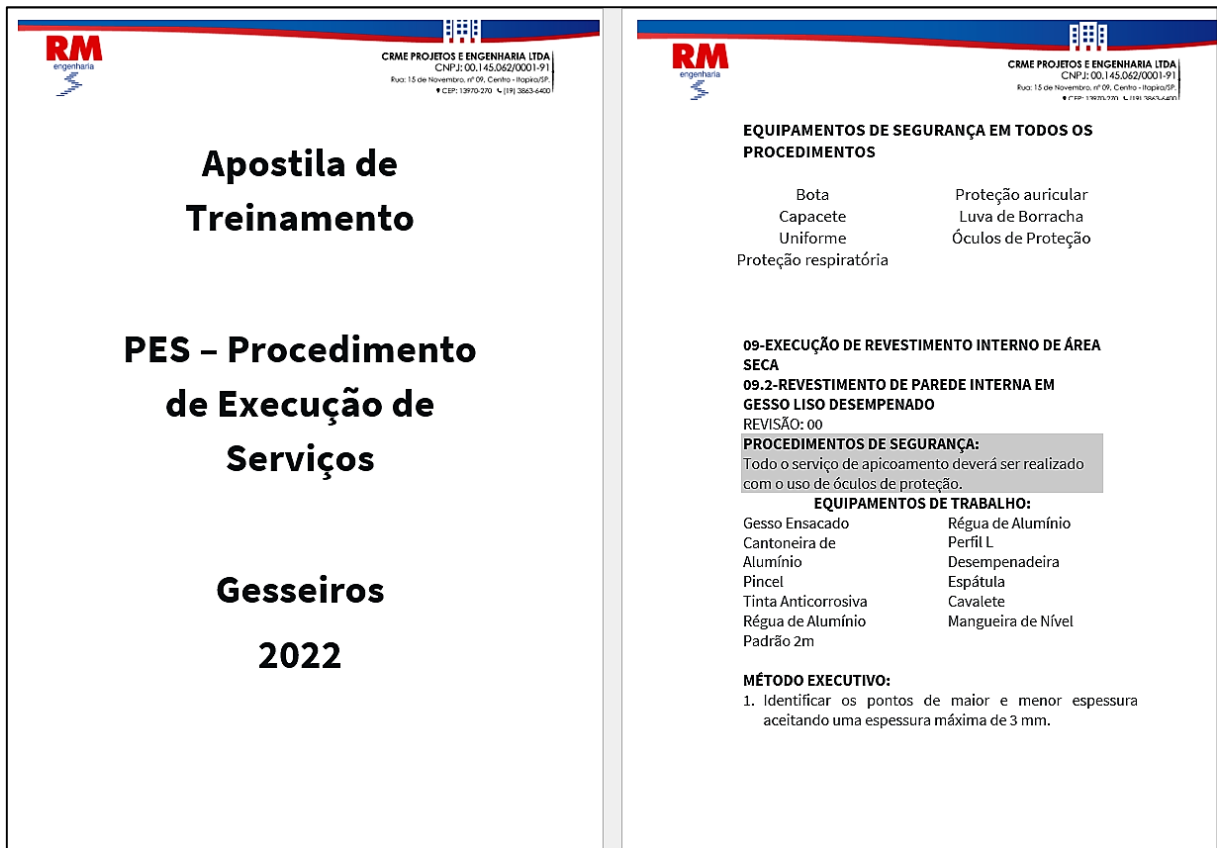 RM
engenharia
CRME PROJETOS E ENGENHARIA LTDA
CNPJ: 00.145.062/0001-91
Rua: 15 de Novembro, nº 09, Centro - Itapira/SP.
CEP: 13970-270 (19) 3863-6400
Apostila de
Treinamento
PES – Procedimento
de Execução de
Serviços
Gesseiros
2022
RM
engenharia
CRME PROJETOS E ENGENHARIA LTDA
CNPJ: 00.145.062/0001-91
Rua: 15 de Novembro, nº 09, Centro - Itapira/SP.
CEP: 13970-270 (19) 3863-6400
EQUIPAMENTOS DE SEGURANÇA EM TODOS OS
PROCEDIMENTOS
Bota
Capacete
Uniforme
Proteção respiratória
Proteção auricular
Luva de Borracha
Óculos de Proteção
09-EXECUÇÃO DE REVESTIMENTO INTERNO DE ÁREA
SECA
09.2-REVESTIMENTO DE PAREDE INTERNA EM
GESSO LISO DESEMPENADO
REVISÃO: 00
PROCEDIMENTOS DE SEGURANÇA:
Todo o serviço de apicoamento deverá ser realizado
com o uso de óculos de proteção.
EQUIPAMENTOS DE TRABALHO:
Gesso Ensacado
Cantoneira de
Alumínio
Pincel
Tinta Anticorrosiva
Régua de Alumínio
Padrão 2m
Régua de Alumínio
Perfil L
Desempenadeira
Espátula
Cavalete
Mangueira de Nível
MÉTODO EXECUTIVO:
1. Identificar os pontos de maior e menor espessura
aceitando uma espessura máxima de 3 mm.